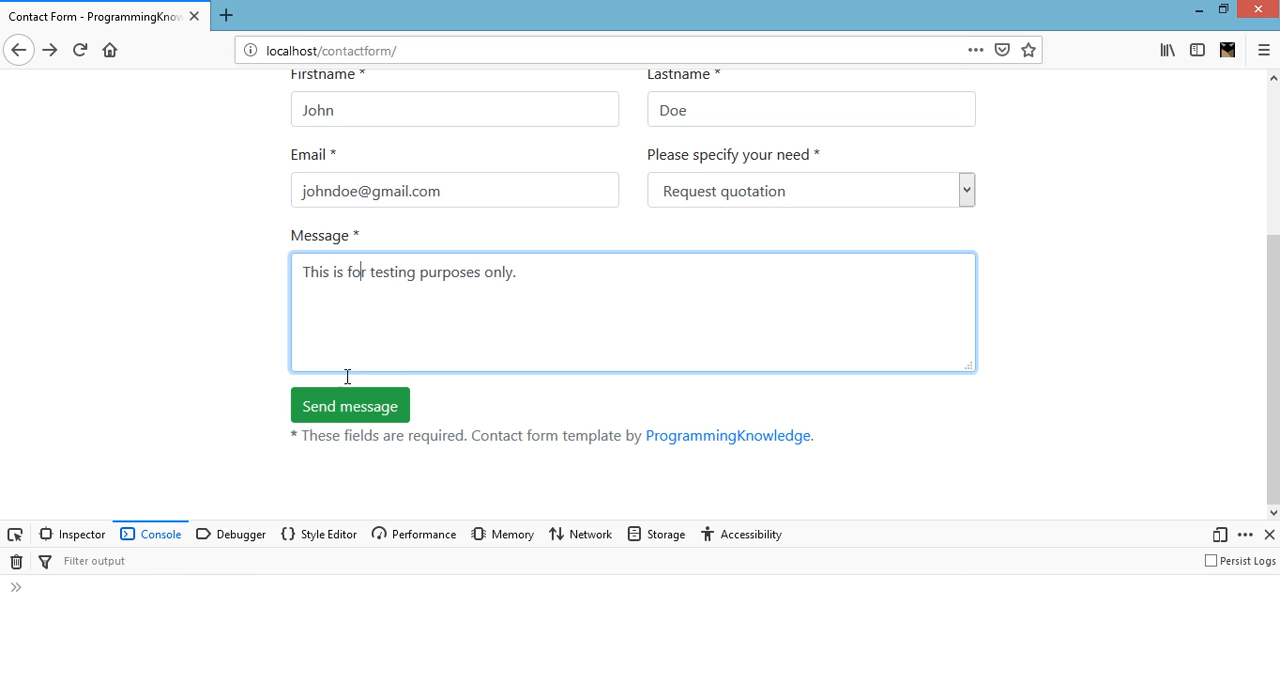 Contact Form - ProgrammingKnow
localhost/contactform/
Firstname * Lastname *
John Doe
Email * Please specify your need *
johndoe@gmail.com Request quotation
Message *
This is for testing purposes only.
Send message
* These fields are required. Contact form template by ProgrammingKnowledge.
Inspector Console Debugger {} Style Editor Performance Memory Network Storage Accessibility
Filter output Persist Logs